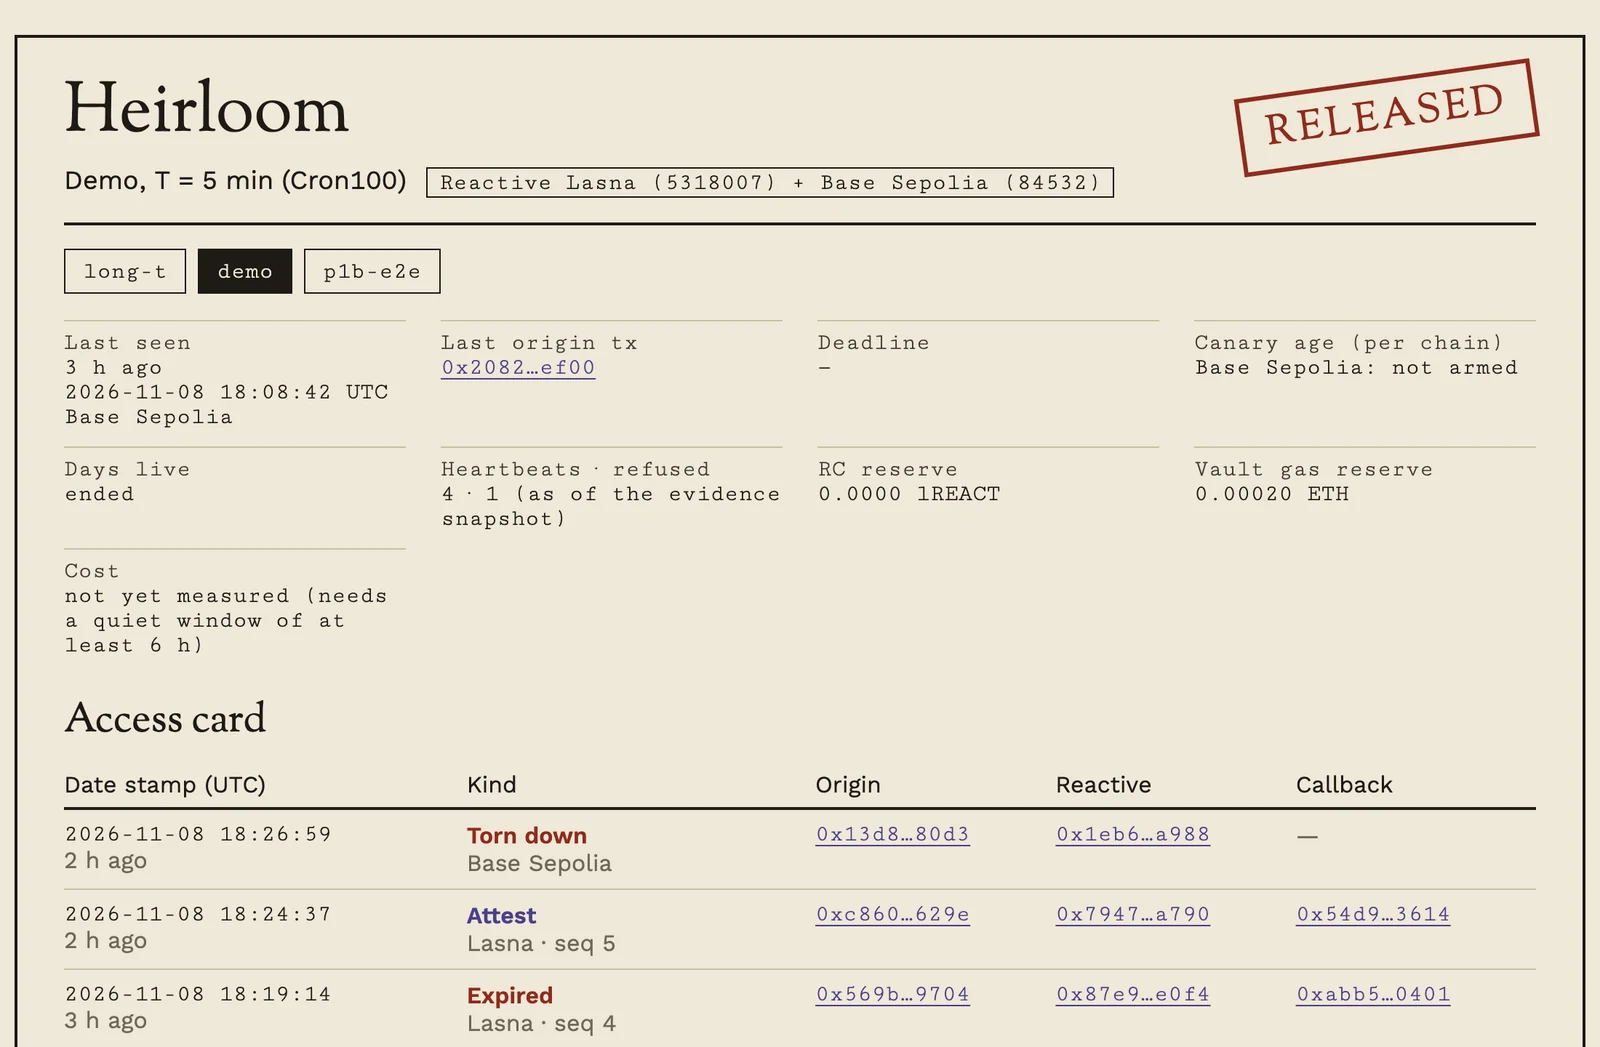 Heirloom
RELEASED
Demo, T = 5 min (Cron100)
Reactive Lasna (5318007) + Base Sepolia (84532)
long-t
demo
p1b-e2e
Last seen
3 h ago
2026-11-08 18:08:42 UTC
Base Sepolia
Last origin tx
0x2082…ef00
Deadline
—
Canary age (per chain)
Base Sepolia: not armed
Days live
ended
Heartbeats · refused
4 · 1 (as of the evidence
snapshot)
RC reserve
0.0000 lREACT
Vault gas reserve
0.00020 ETH
Cost
not yet measured (needs
a quiet window of at
least 6 h)
Access card
Date stamp (UTC) Kind Origin Reactive Callback
2026-11-08 18:26:59 Torn down 0x13d8…80d3 0x1eb6…a988 —
2 h ago Base Sepolia
2026-11-08 18:24:37 Attest 0xc860…629e 0x7947…a790 0x54d9…3614
2 h ago Lasna · seq 5
2026-11-08 18:19:14 Expired 0x569b…9704 0x87e9…e0f4 0xabb5…0401
3 h ago Lasna · seq 4